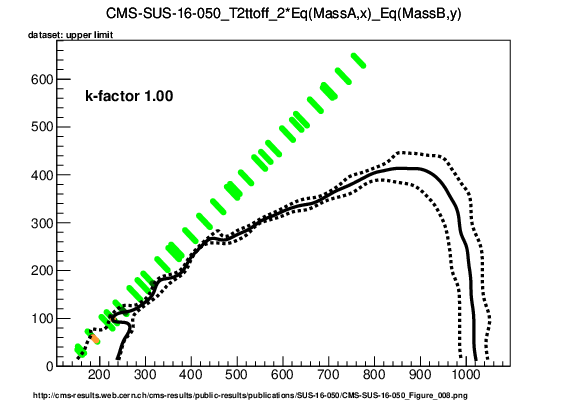 CMS-SUS-16-050_T2ttoff_2*Eq(MassA,x)_Eq(MassB,y)
dataset: upper limit
600
k-factor 1.00
500
400
300
200
100
0
200 300 400 500 600 700 800 900 1000
http://cms-results.web.cern.ch/cms-results/public-results/publications/SUS-16-050/CMS-SUS-16-050_Figure_008.png